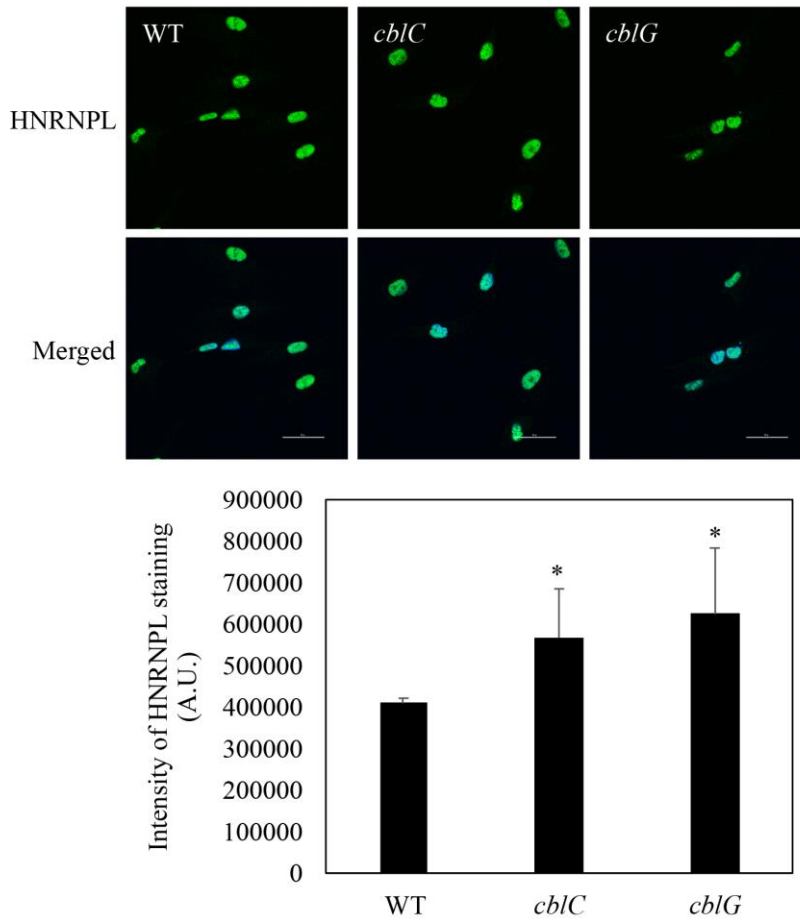 WT
cblC
cblG
HNRNPL
Merged
900000
800000
700000
600000
500000
400000
300000
200000
100000
0
Intensity of HNRNPL staining
(A.U.)
*
*
WT
cblC
cblG